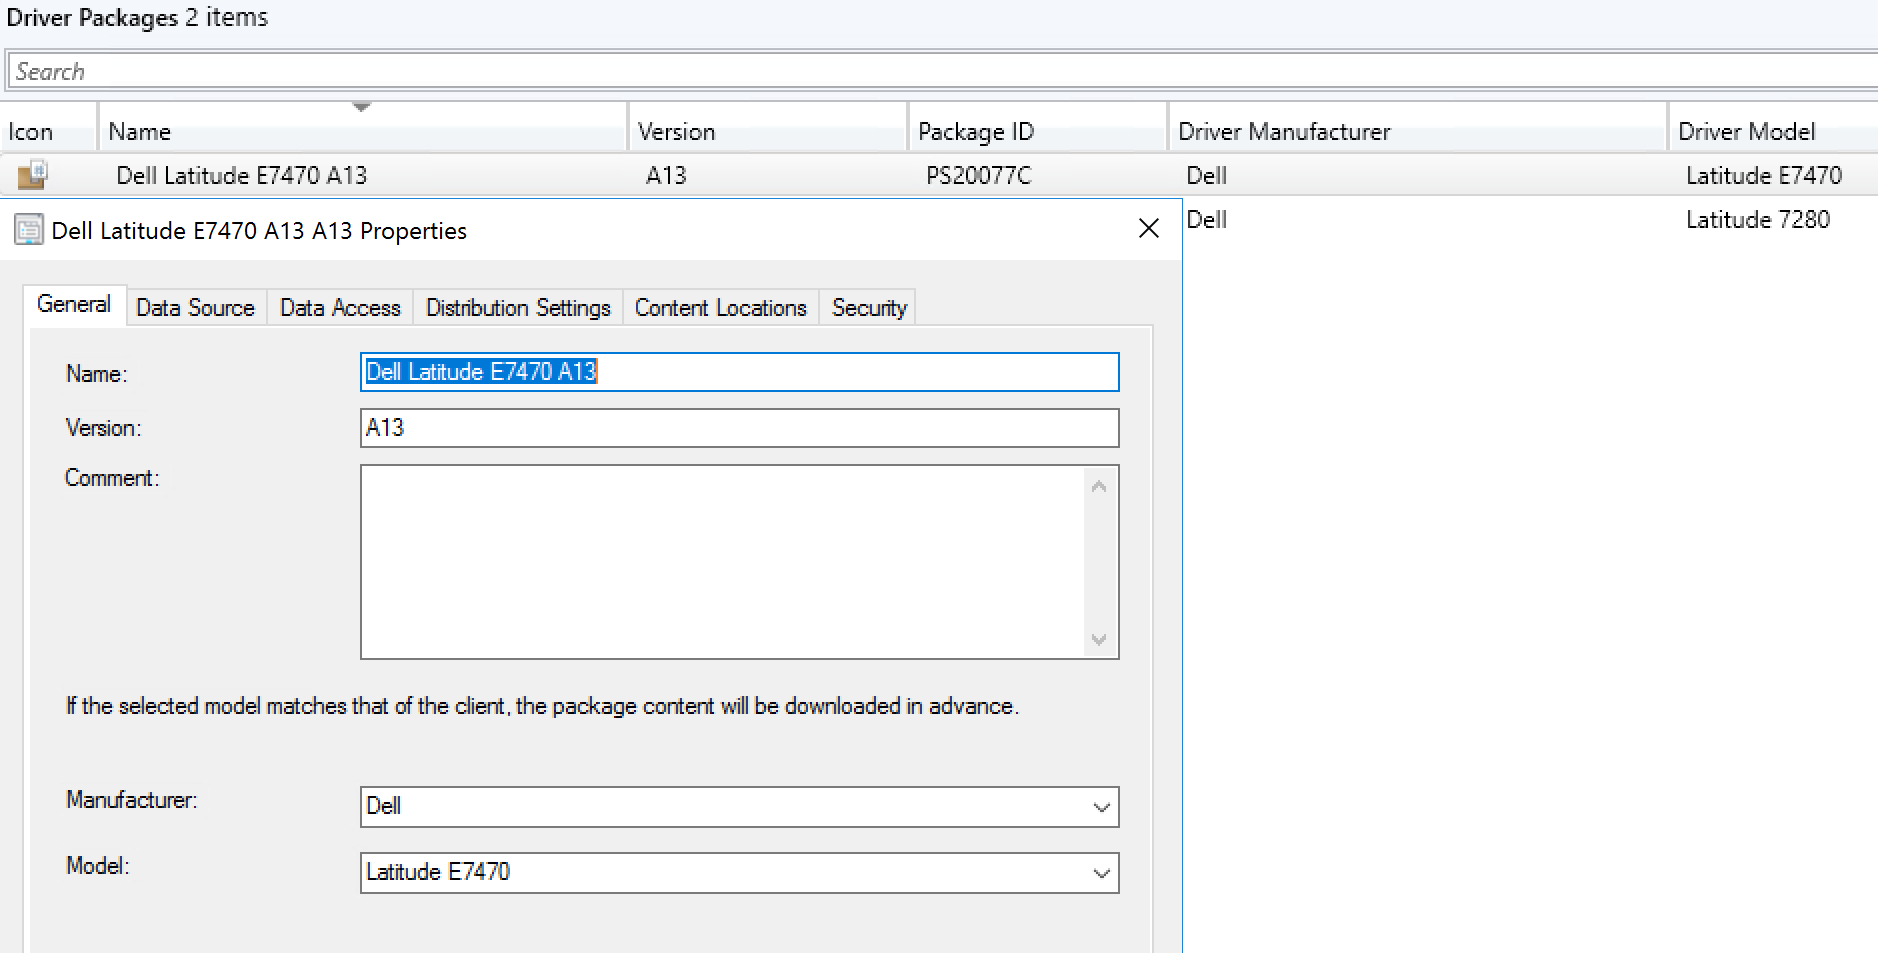 Driver Packages 2 items
Search
Icon Name Version Package ID Driver Manufacturer Driver Model
Dell Latitude E7470 A13 A13 PS20077C Dell Latitude E7470
Dell Latitude 7280
Dell Latitude E7470 A13 A13 Properties
General Data Source Data Access Distribution Settings Content Locations Security
Name: Dell Latitude E7470 A13
Version: A13
Comment:
If the selected model matches that of the client, the package content will be downloaded in advance.
Manufacturer: Dell
Model: Latitude E7470